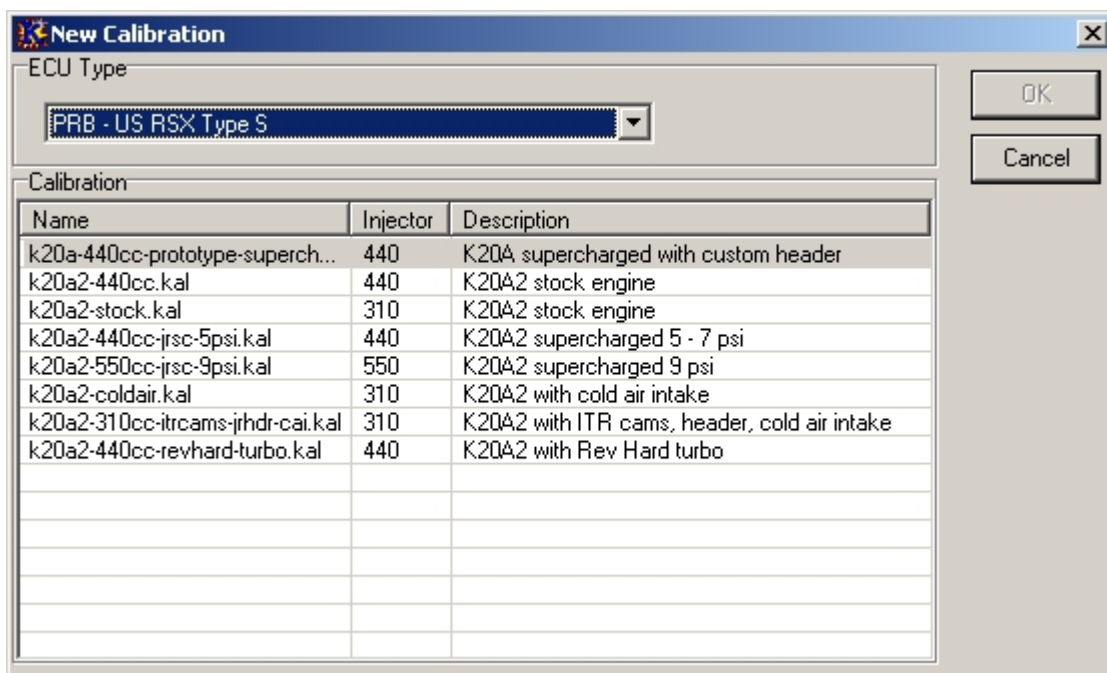 New Calibration
ECU Type
PRB - US RSX Type S
OK
Cancel
Calibration
Name Injector Description
k20a-440cc-prototype-superch... 440 K20A supercharged with custom header
k20a2-440cc.kal 440 K20A2 stock engine
k20a2-stock.kal 310 K20A2 stock engine
k20a2-440cc-jrsc-5psi.kal 440 K20A2 supercharged 5 - 7 psi
k20a2-550cc-jrsc-9psi.kal 550 K20A2 supercharged 9 psi
k20a2-coldair.kal 310 K20A2 with cold air intake
k20a2-310cc-itrcams-jrhdr-cai.kal 310 K20A2 with ITR cams, header, cold air intake
k20a2-440cc-revhard-turbo.kal 440 K20A2 with Rev Hard turbo